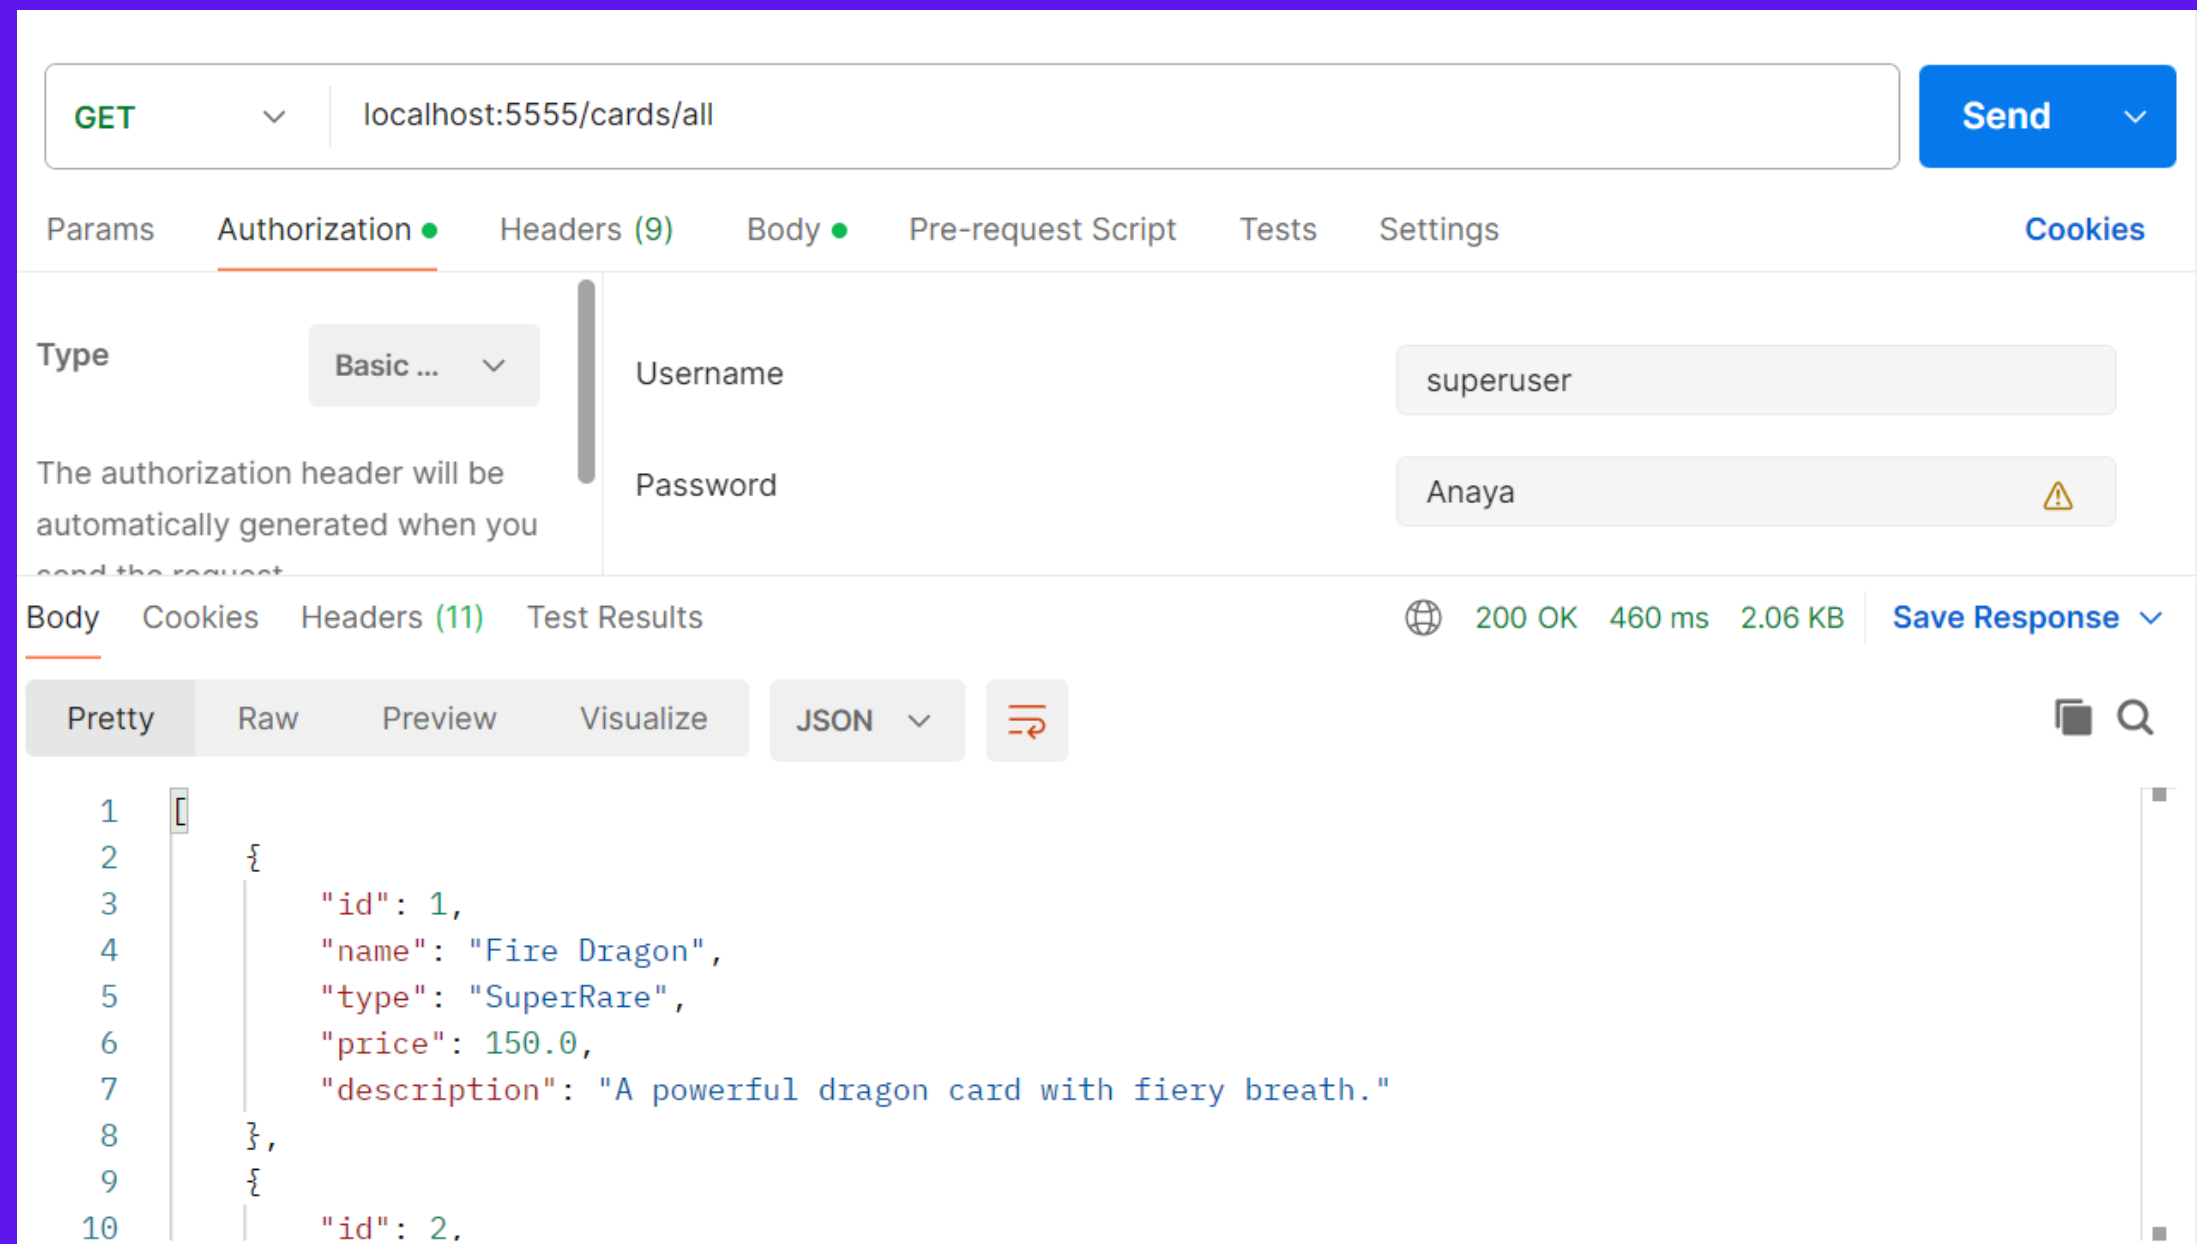 GET localhost:5555/cards/all Send
Params Authorization Headers (9) Body Pre-request Script Tests Settings Cookies
Type Basic ...
The authorization header will be
automatically generated when you
send the request
Username superuser
Password Anaya
Body Cookies Headers (11) Test Results 200 OK 460 ms 2.06 KB Save Response
Pretty Raw Preview Visualize JSON
1 [
2 {
3 "id": 1,
4 "name": "Fire Dragon",
5 "type": "SuperRare",
6 "price": 150.0,
7 "description": "A powerful dragon card with fiery breath."
8 },
9 {
10 "id": 2,